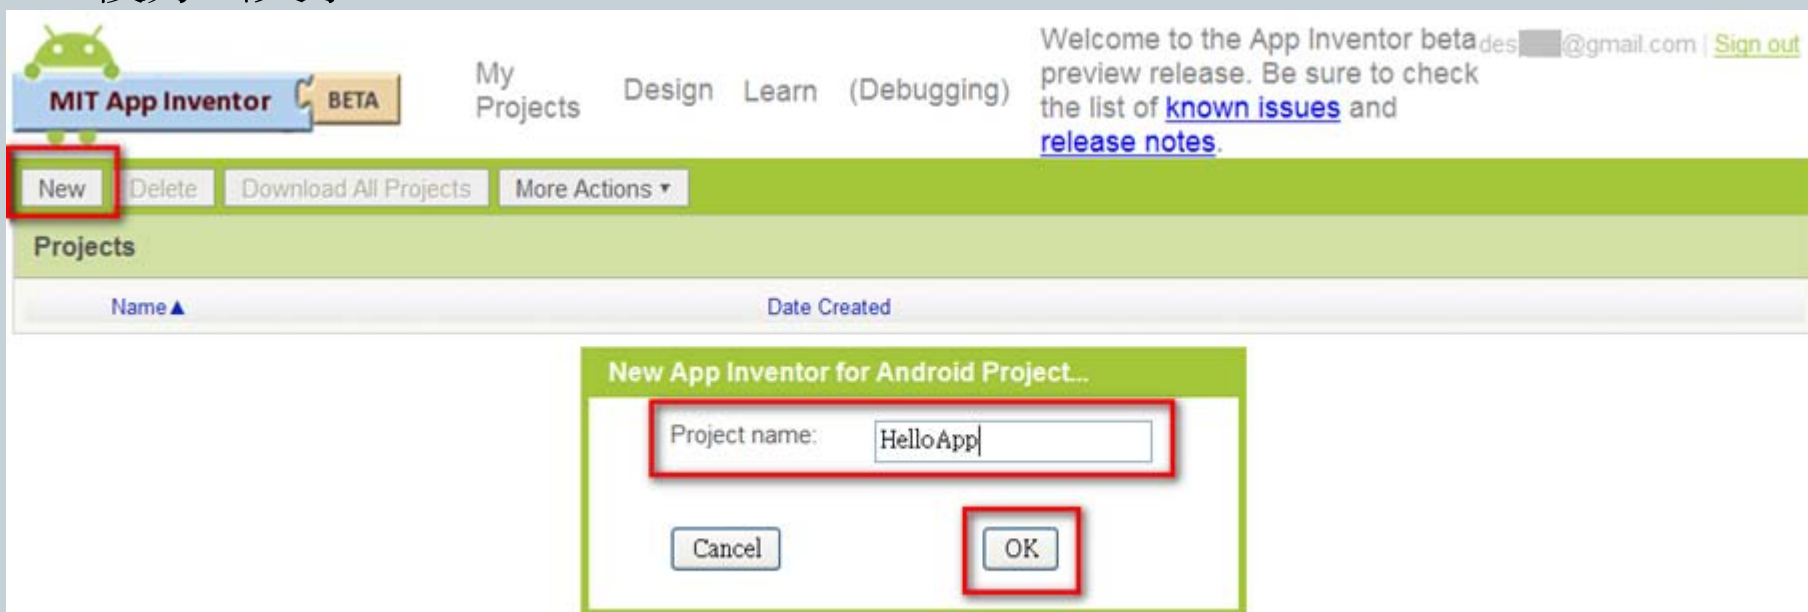 MIT App Inventor BETA
My Projects Design Learn (Debugging)
Welcome to the App Inventor beta
preview release. Be sure to check
the list of known issues and
release notes.
des @gmail.com | Sign out
New Delete Download All Projects More Actions ▾
Projects
Name▲ Date Created
New App Inventor for Android Project...
Project name: HelloApp
Cancel OK